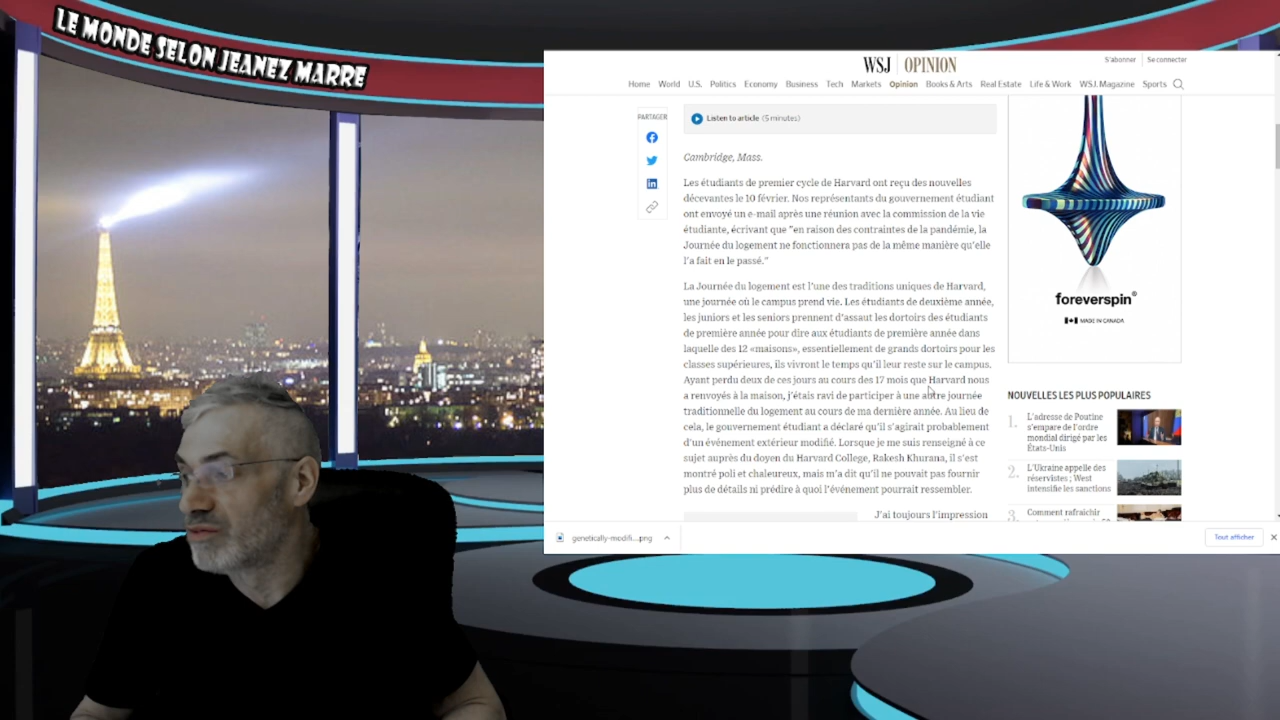 LE MONDE SELON JEANEZ MARRE
WSJ OPINION
S'abonner Se connecter
Home World U.S. Politics Economy Business Tech Markets Opinion Books & Arts Real Estate Life & Work WSJ. Magazine Sports
PARTAGER
Listen to article (5 minutes)
Cambridge, Mass.
Les étudiants de premier cycle de Harvard ont reçu des nouvelles
décevantes le 10 février. Nos représentants du gouvernement étudiant
ont envoyé un e-mail après une réunion avec la commission de la vie
étudiante, écrivant que "en raison des contraintes de la pandémie, la
Journée du logement ne fonctionnera pas de la même manière qu'elle
l'a fait en le passé."
La Journée du logement est l'une des traditions uniques de Harvard,
une journée où le campus prend vie. Les étudiants de deuxième année,
les juniors et les seniors prennent d'assaut les dortoirs des étudiants
de première année pour dire aux étudiants de première année dans
laquelle des 12 «maisons», essentiellement de grands dortoirs pour les
classes supérieures, ils vivront le temps qu'il leur reste sur le campus.
Ayant perdu deux de ces jours au cours des 17 mois que Harvard nous
a renvoyés à la maison, j'étais ravi de participer à une autre journée
traditionnelle du logement au cours de ma dernière année. Au lieu de
cela, le gouvernement étudiant a déclaré qu'il s'agirait probablement
d'un événement extérieur modifié. Lorsque je me suis renseigné à ce
sujet auprès du doyen du Harvard College, Rakesh Khurana, il s'est
montré poli et chaleureux, mais m'a dit qu'il ne pouvait pas fournir
plus de détails ni prédire à quoi l'événement pourrait ressembler.
J'ai toujours l'impression
foreverspin®
MADE IN CANADA
NOUVELLES LES PLUS POPULAIRES
1. L'adresse de Poutine
s'empare de l'ordre
mondial dirigé par les
États-Unis
2. L'Ukraine appelle des
réservistes ; West
intensifie les sanctions
3. Comment rafraîchir
genetically-modifi....png
Tout afficher